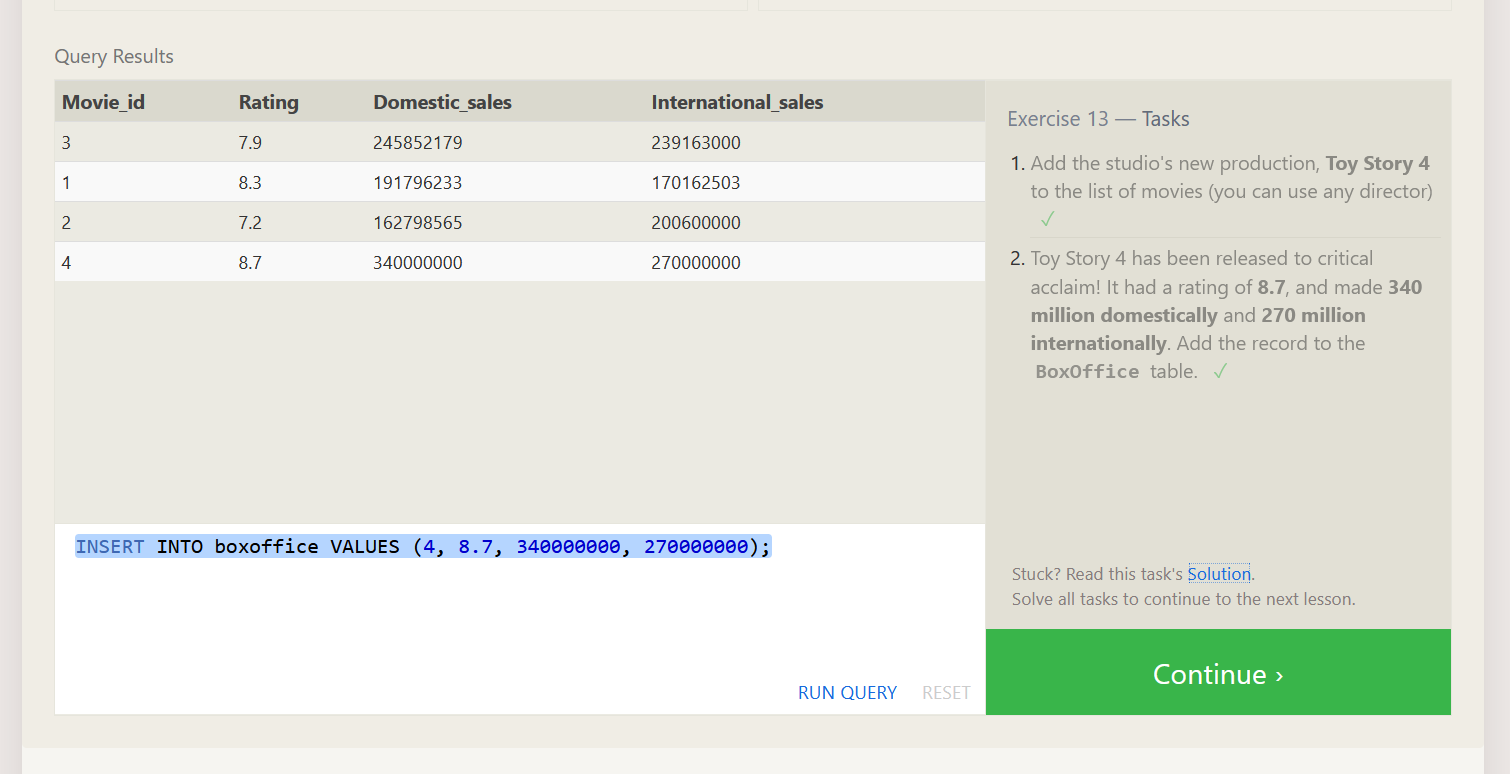 Query Results
Movie_id Rating Domestic_sales International_sales
3 7.9 245852179 239163000
1 8.3 191796233 170162503
2 7.2 162798565 200600000
4 8.7 340000000 270000000
INSERT INTO boxoffice VALUES (4, 8.7, 340000000, 270000000);
RUN QUERY RESET
Exercise 13 — Tasks
1. Add the studio's new production, Toy Story 4
to the list of movies (you can use any director)
✓
2. Toy Story 4 has been released to critical
acclaim! It had a rating of 8.7, and made 340
million domestically and 270 million
internationally. Add the record to the
BoxOffice table. ✓
Stuck? Read this task's Solution.
Solve all tasks to continue to the next lesson.
Continue ›